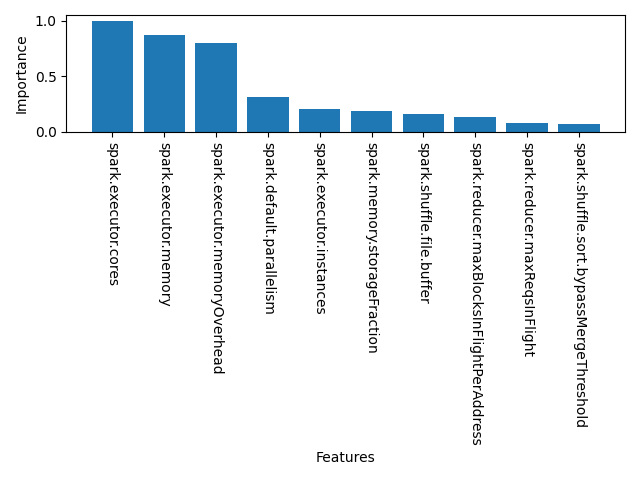 Importance
1.0
0.5
0.0
spark.executor.cores
spark.executor.memory
spark.executor.memoryOverhead
spark.default.parallelism
spark.executor.instances
spark.memory.storageFraction
spark.shuffle.file.buffer
spark.reducer.maxBlocksInFlightPerAddress
spark.reducer.maxReqsInFlight
spark.shuffle.sort.bypassMergeThreshold
Features